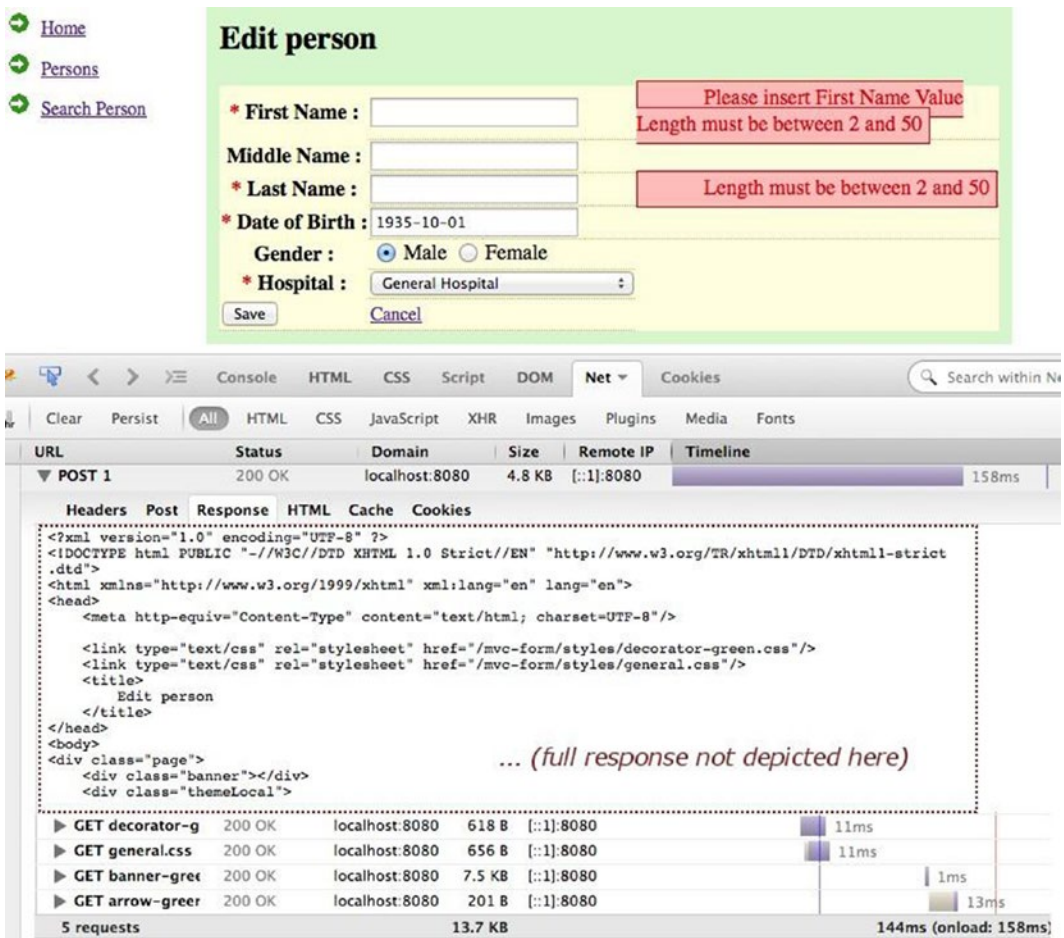 Home
Persons
Search Person
Edit person
* First Name :
Please insert First Name Value
Length must be between 2 and 50
Middle Name :
* Last Name :
Length must be between 2 and 50
* Date of Birth : 1935-10-01
Gender : Male Female
* Hospital : General Hospital
Save Cancel
Console HTML CSS Script DOM Net Cookies Search within Ne
Clear Persist All HTML CSS JavaScript XHR Images Plugins Media Fonts
URL Status Domain Size Remote IP Timeline
POST 1 200 OK localhost:8080 4.8 KB [::1]:8080 158ms
Headers Post Response HTML Cache Cookies
<?xml version="1.0" encoding="UTF-8" ?>
<!DOCTYPE html PUBLIC "-//W3C//DTD XHTML 1.0 Strict//EN" "http://www.w3.org/TR/xhtml1/DTD/xhtml1-strict
.dtd">
<html xmlns="http://www.w3.org/1999/xhtml" xml:lang="en" lang="en">
<head>
<meta http-equiv="Content-Type" content="text/html; charset=UTF-8"/>
<link type="text/css" rel="stylesheet" href="/mvc-form/styles/decorator-green.css"/>
<link type="text/css" rel="stylesheet" href="/mvc-form/styles/general.css"/>
<title>
Edit person
</title>
</head>
<body>
<div class="page">
... (full response not depicted here)
<div class="banner"></div>
<div class="themeLocal">
GET decorator-g 200 OK localhost:8080 618 B [::1]:8080 11ms
GET general.css 200 OK localhost:8080 656 B [::1]:8080 11ms
GET banner-gree 200 OK localhost:8080 7.5 KB [::1]:8080 1ms
GET arrow-greer 200 OK localhost:8080 201 B [::1]:8080 13ms
5 requests 13.7 KB 144ms (onload: 158ms)